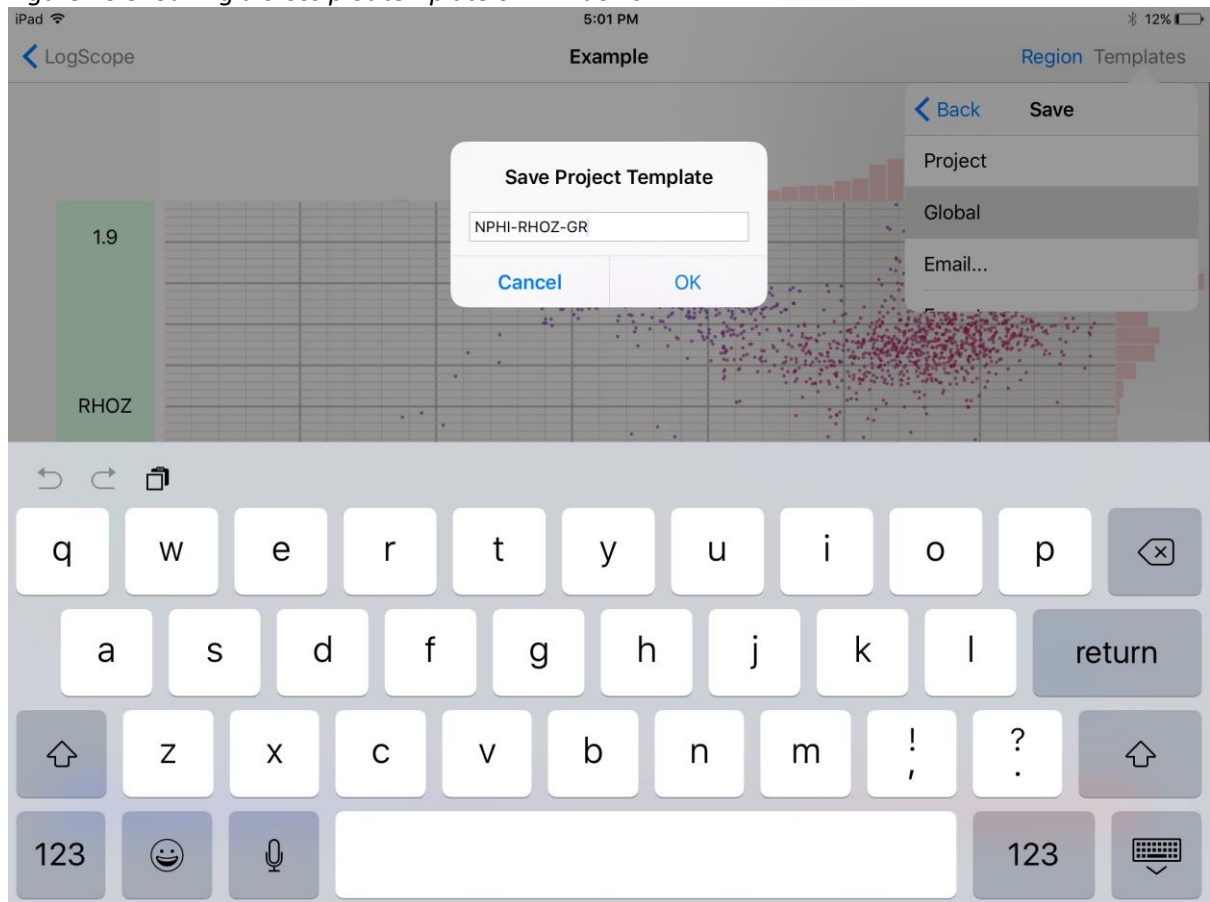 iPad 5:01 PM 12%
LogScope Example Region Templates
Back Save
Save Project Template
Project
NPHI-RHOZ-GR
Global
1.9
Cancel OK
Email...
RHOZ
q w e r t y u i o p
a s d f g h j k l return
z x c v b n m ! , ? .
123 123